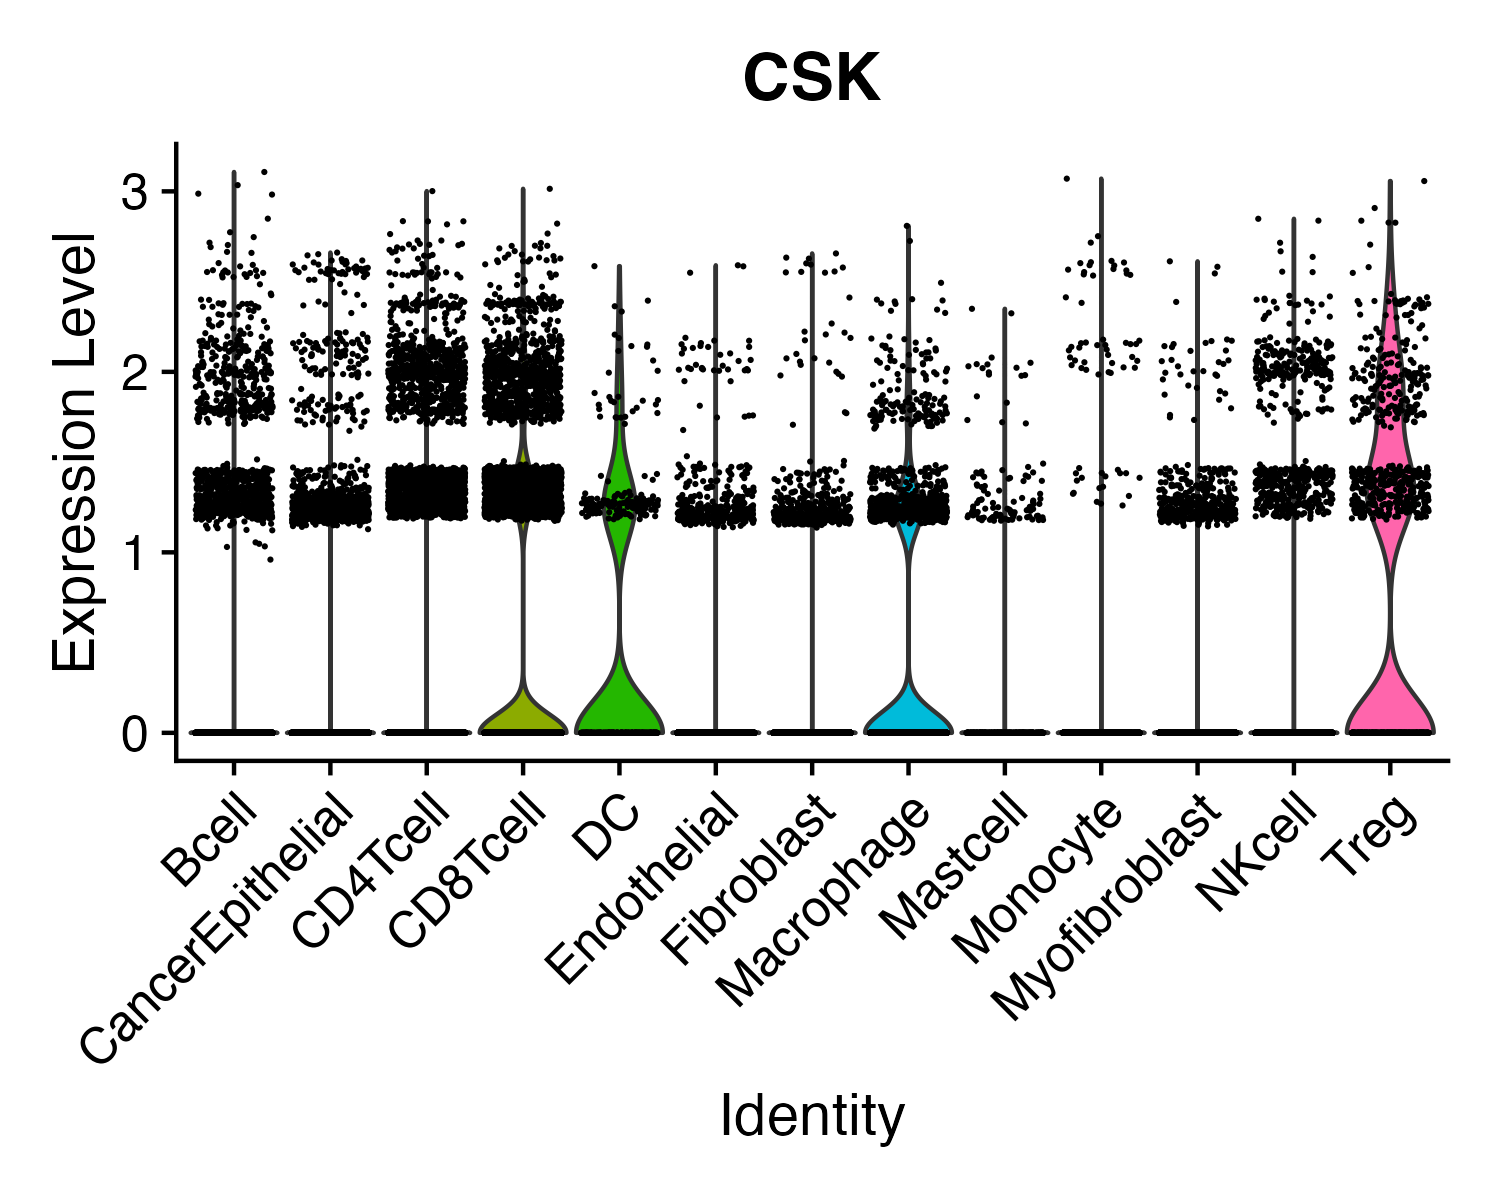 CSK
Expression Level
3
2
1
0
Bcell
CancerEpithelial
CD4Tcell
CD8Tcell
DC
Endothelial
Fibroblast
Macrophage
Mastcell
Monocyte
Myofibroblast
NKcell
Treg
Identity